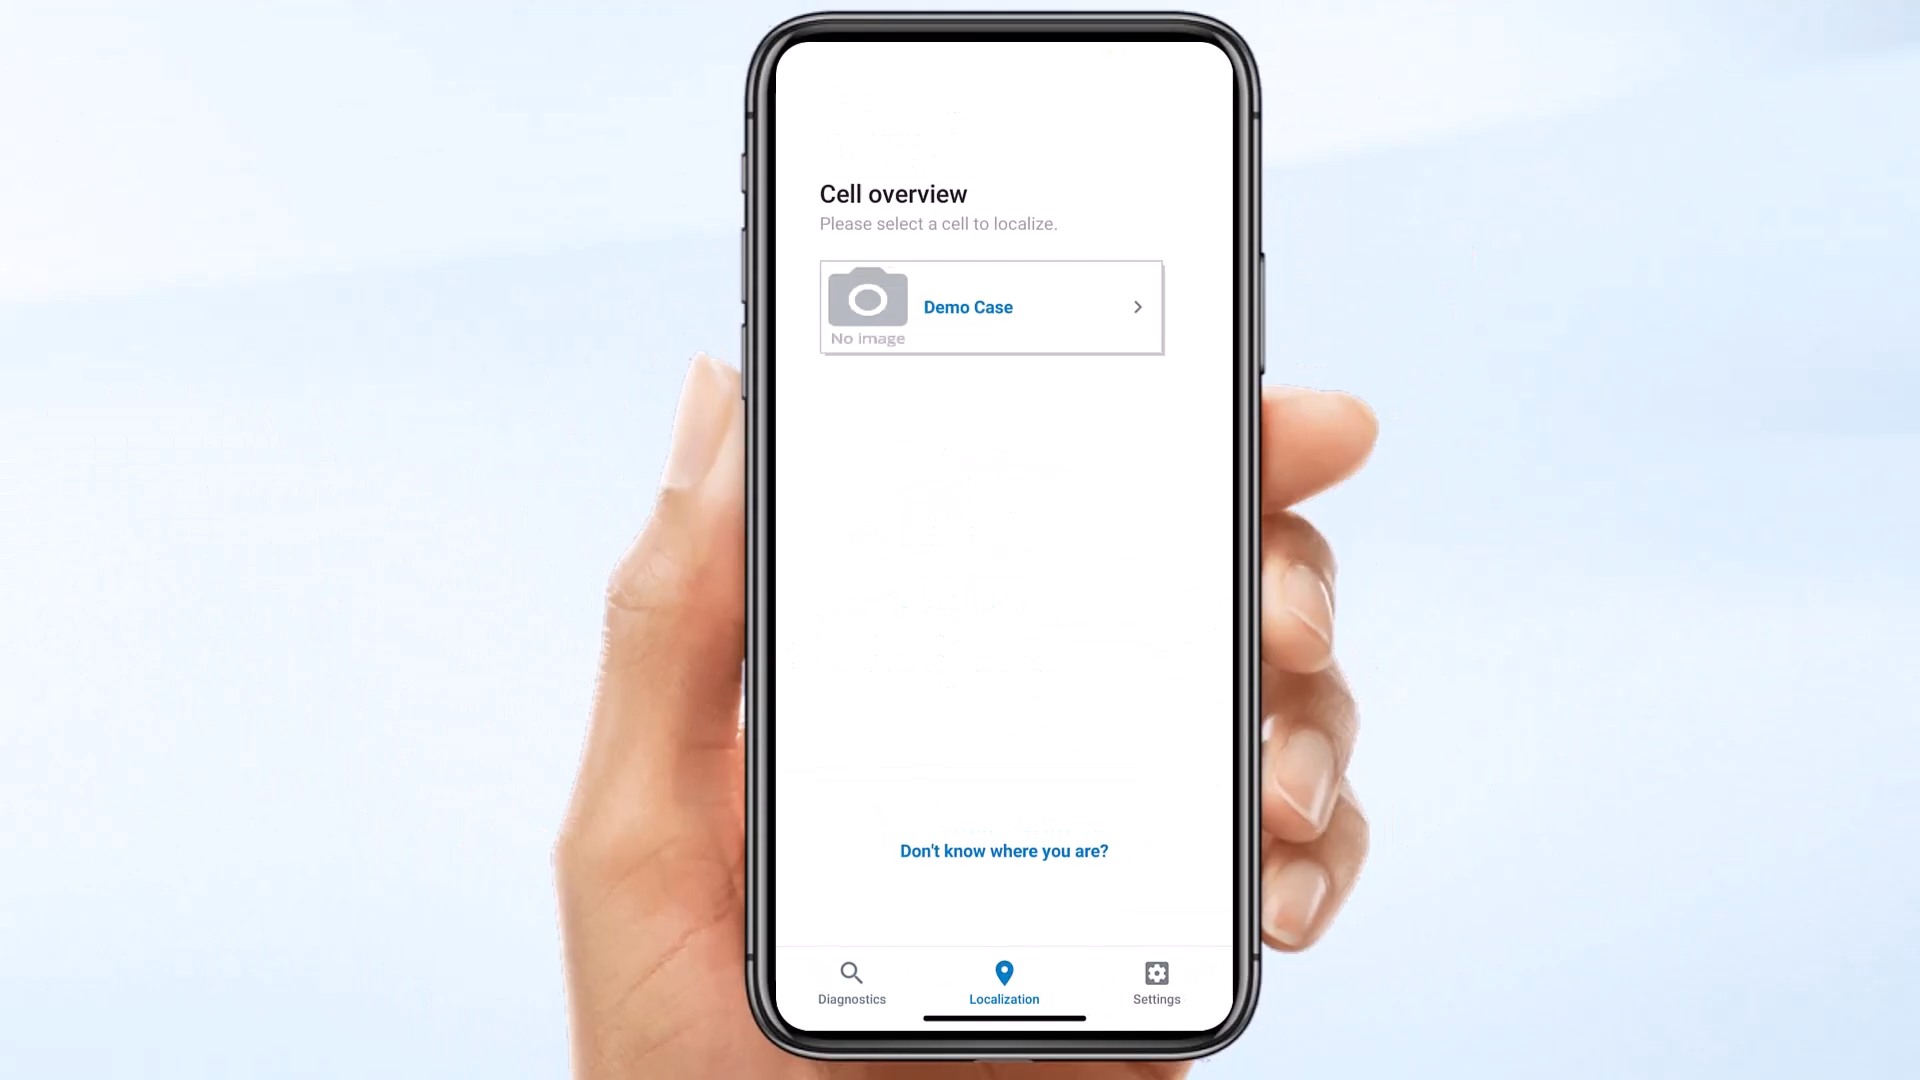 Cell overview
Please select a cell to localize.
Demo Case
No Image
Don't know where you are?
Diagnostics
Localization
Settings